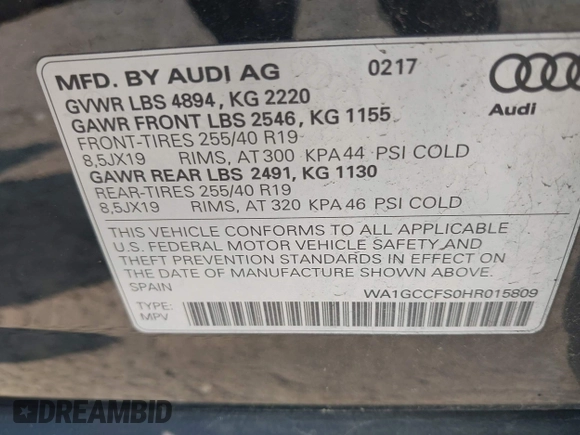 MFD. BY AUDI AG 0217
Audi
GVWR LBS 4894, KG 2220
GAWR FRONT LBS 2546, KG 1155
FRONT-TIRES 255/40 R19
8,5JX19 RIMS, AT 300 KPA 44 PSI COLD
GAWR REAR LBS 2491, KG 1130
REAR-TIRES 255/40 R19
8,5JX19 RIMS, AT 320 KPA 46 PSI COLD
THIS VEHICLE CONFORMS TO ALL APPLICABLE
U.S. FEDERAL MOTOR VEHICLE SAFETY AND
THEFT PREVENTION STANDARDS IN EFFECT ON
THE DATE OF MANUFACTURE SHOWN ABOVE.
SPAIN WA1GCCFS0HR015809
TYPE:
MPV
DREAMBID